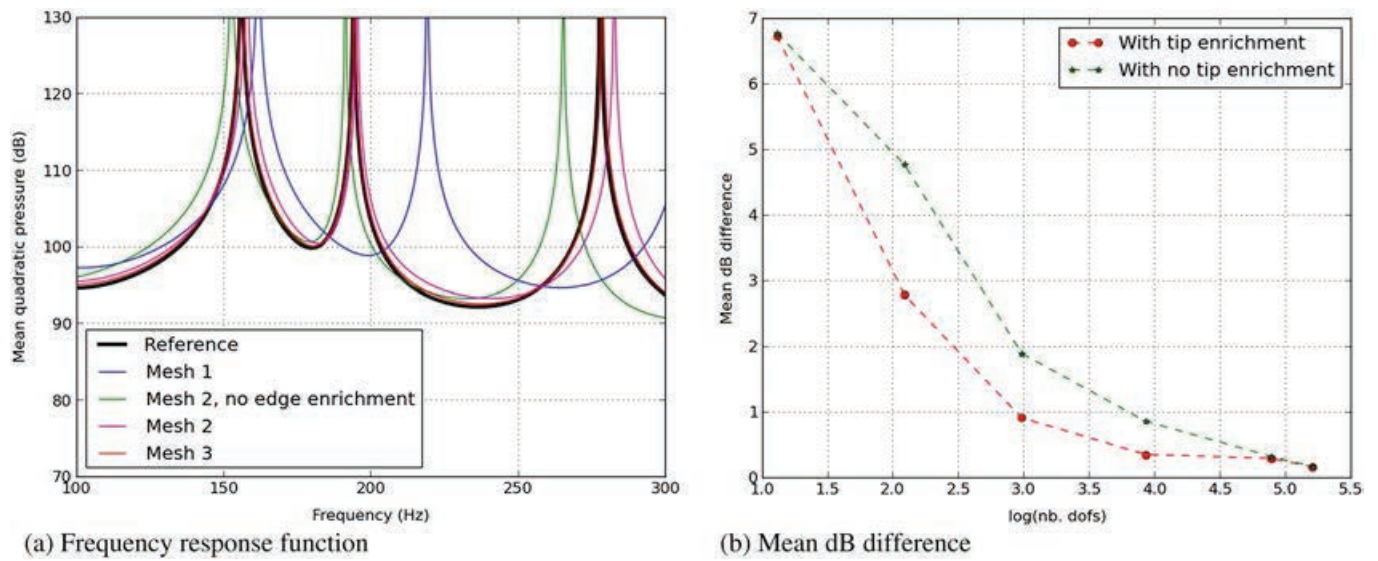 130
120
110
100
90
80
70
100
150
200
250
300
Mean quadratic pressure (dB)
Frequency (Hz)
Reference
Mesh 1
Mesh 2, no edge enrichment
Mesh 2
Mesh 3
(a) Frequency response function
7
6
5
4
3
2
1
0
1.0
1.5
2.0
2.5
3.0
3.5
4.0
4.5
5.0
5.5
Mean dB difference
log(nb. dofs)
With tip enrichment
With no tip enrichment
(b) Mean dB difference